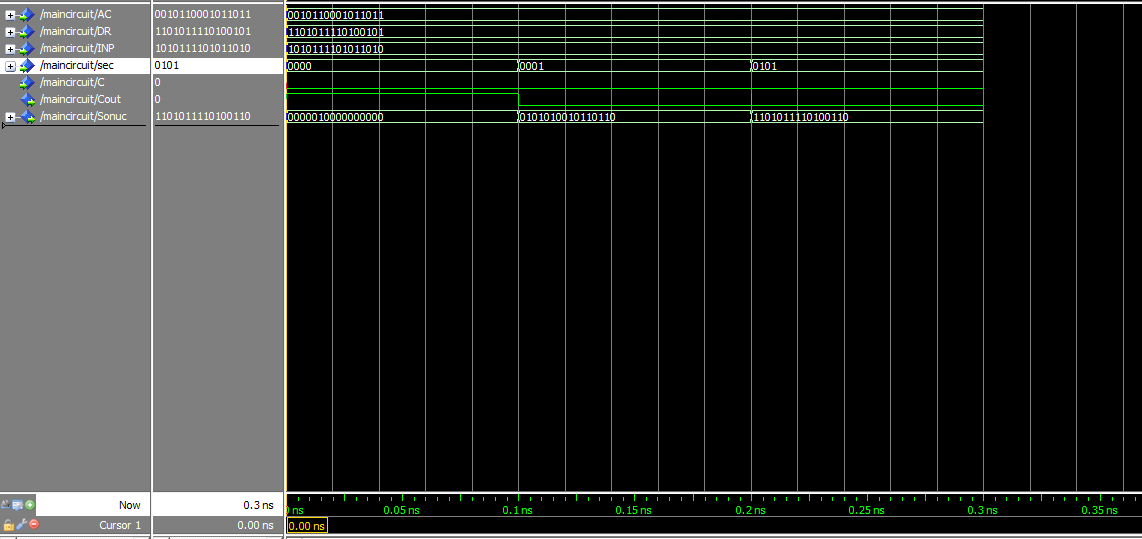 /maincircuit/AC 0010110001011011 0010110001011011
/maincircuit/DR 1101011110100101 1101011110100101
/maincircuit/INP 1010111101011010 1010111101011010
/maincircuit/sec 0101 0000 0001 0101
/maincircuit/C 0
/maincircuit/Cout 0
/maincircuit/Sonuc 1101011110100110 0000010000000000 0101010010110110 1101011110100110
Now 0.3 ns ns 0.05 ns 0.1 ns 0.15 ns 0.2 ns 0.25 ns 0.3 ns 0.35 ns
Cursor 1 0.00 ns 0.00 ns